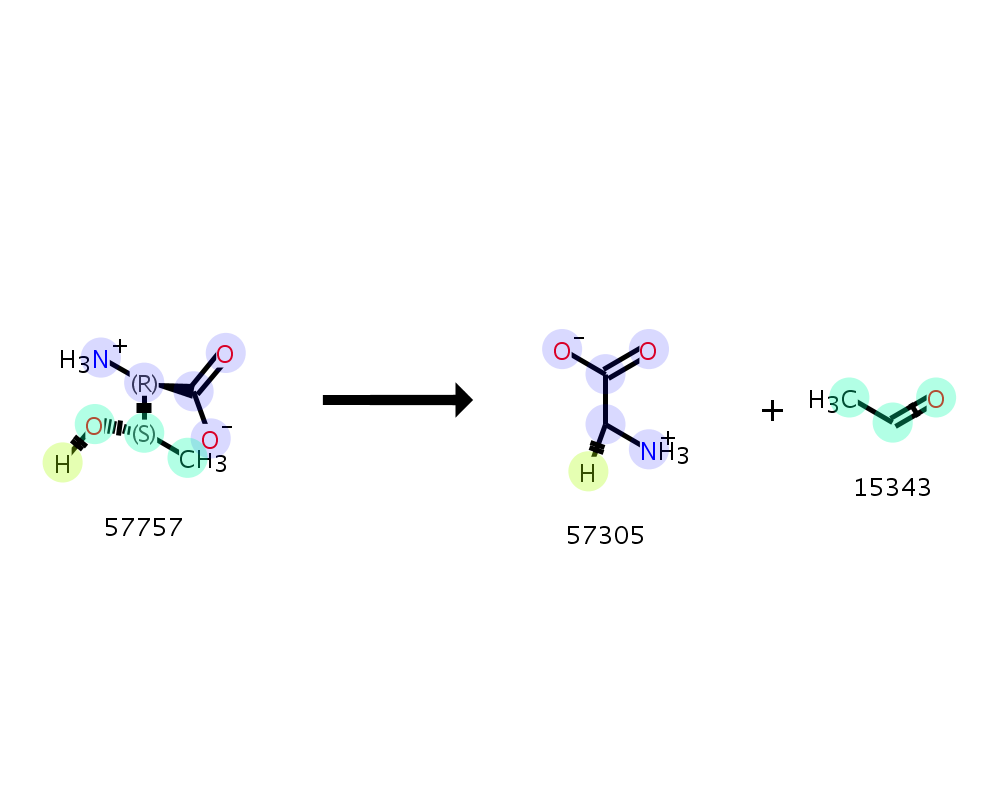 H3N+
(R)
O
O
(S)
O-
H
CH3
57757
O-
O
NH3+
H
57305
+
H3C
O
15343